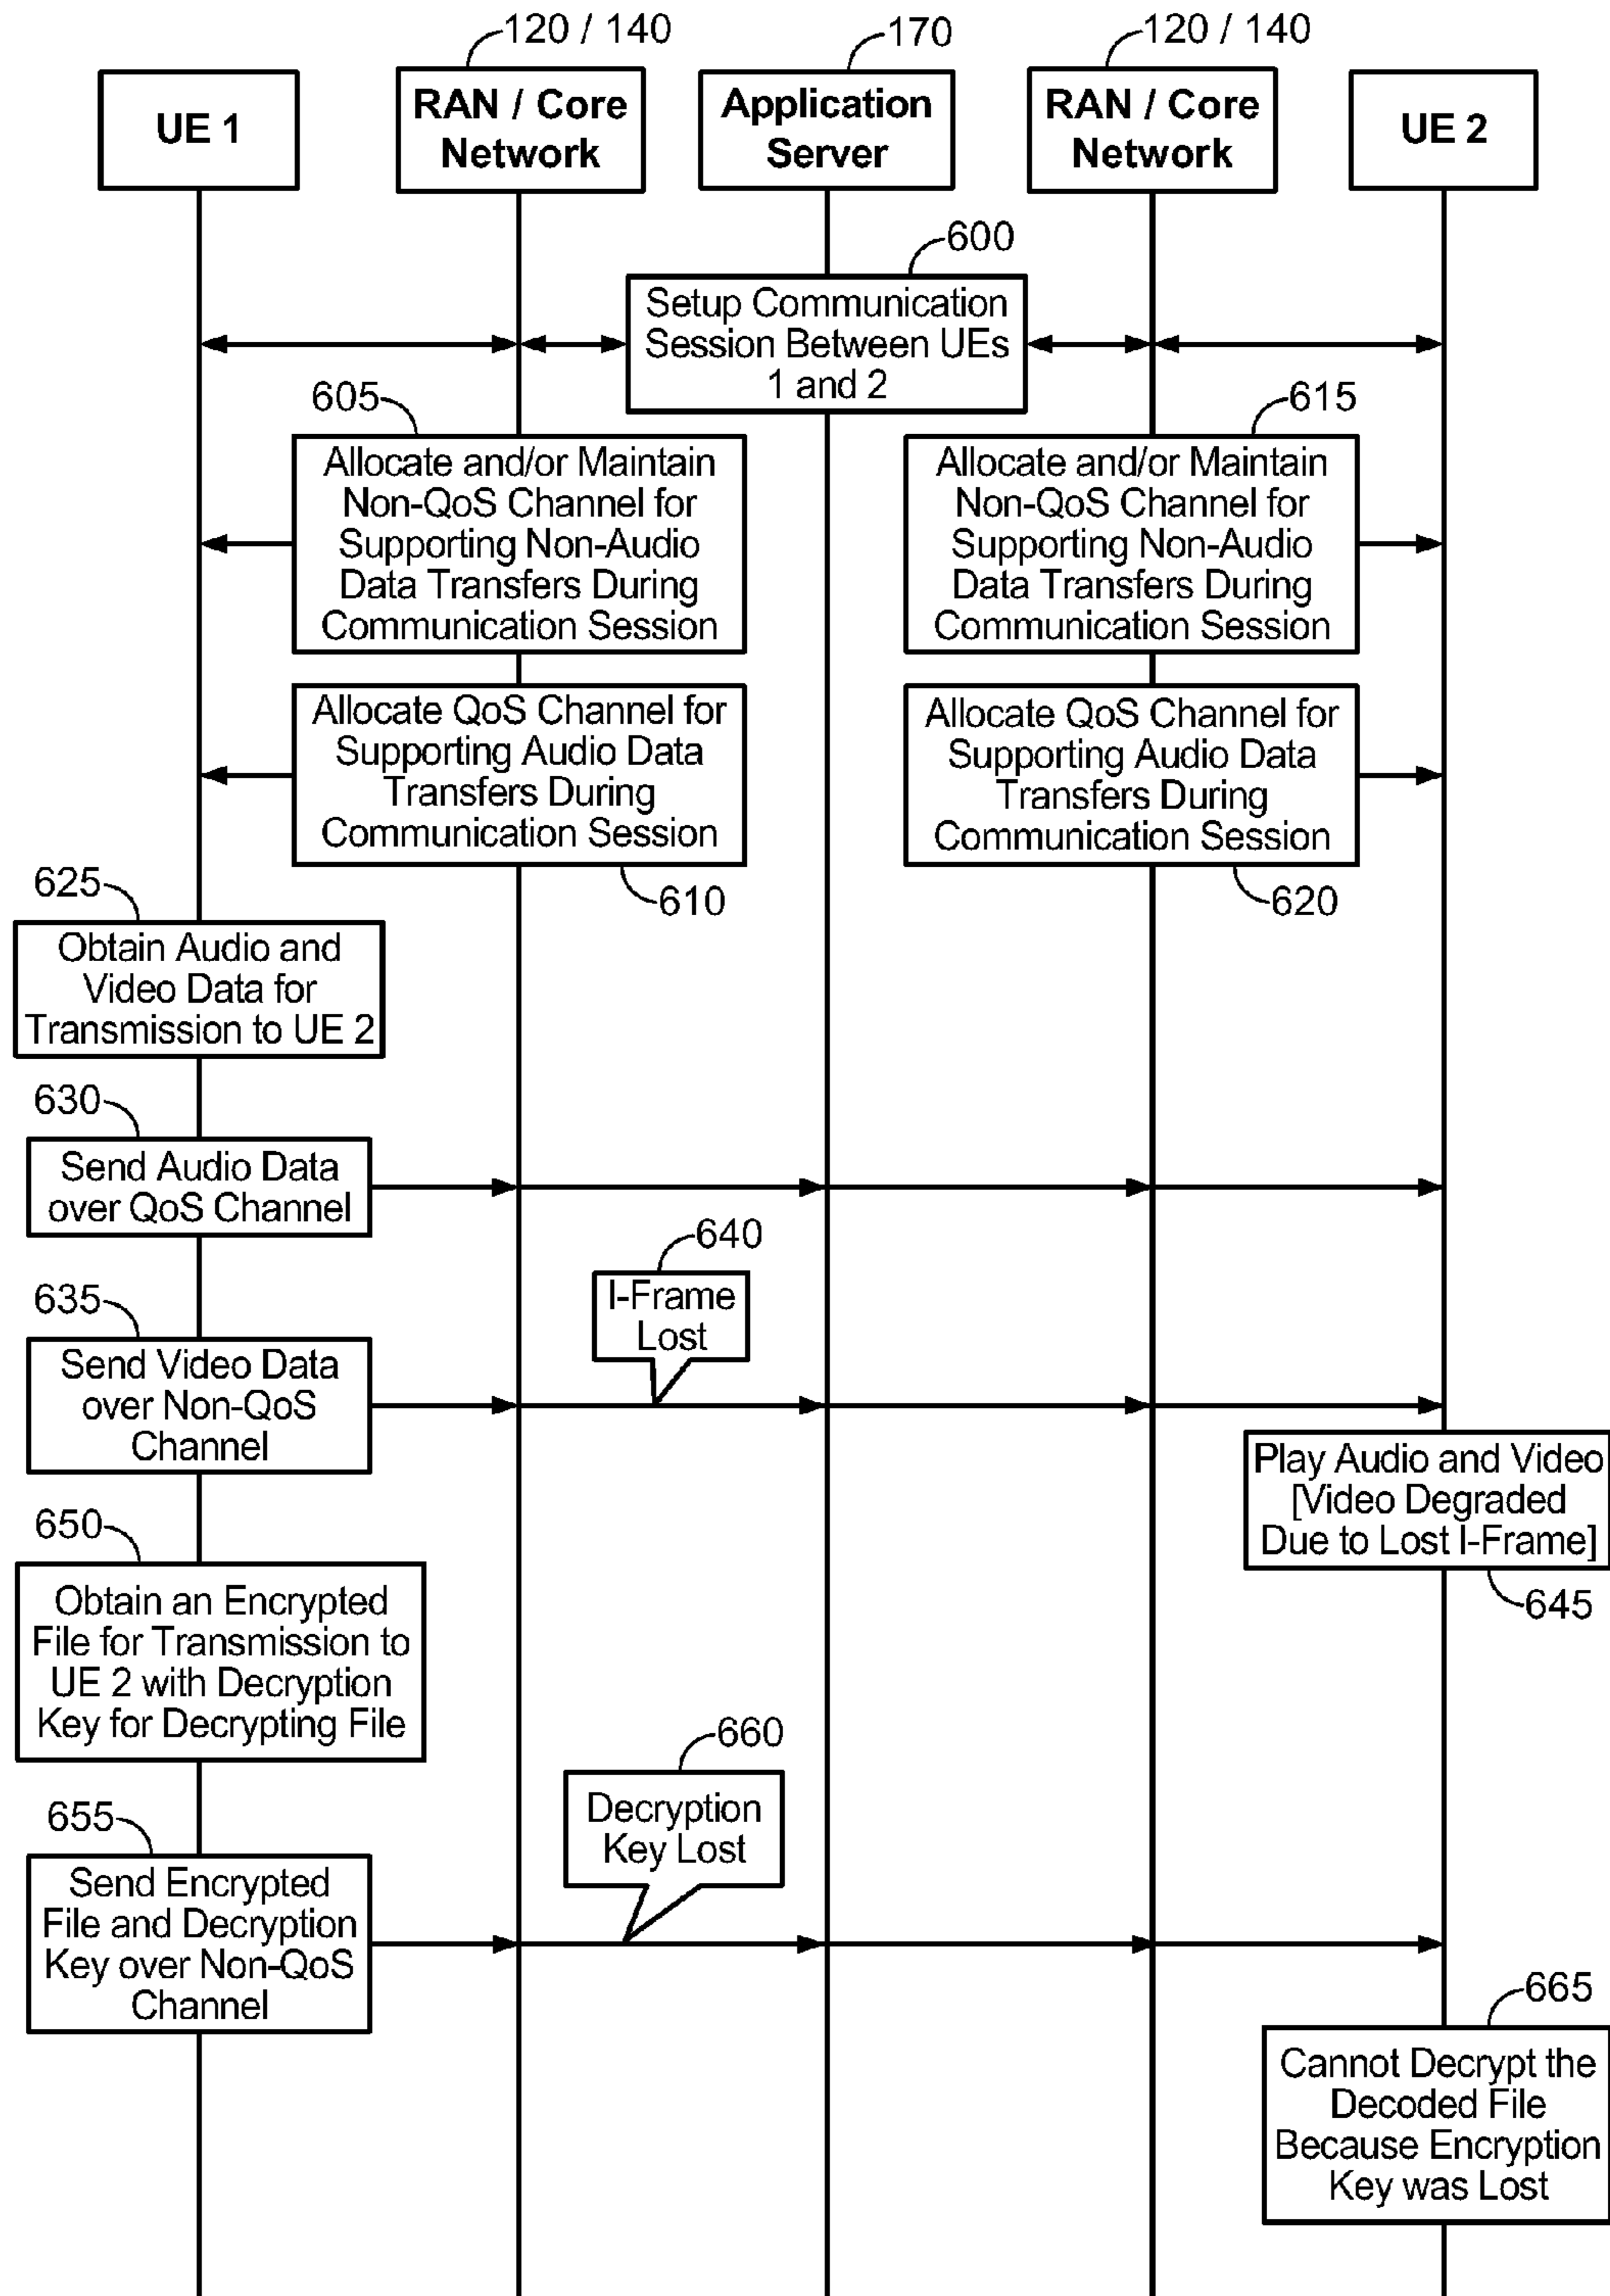 120 / 140
170
120 / 140
UE 1
RAN / Core
Network
Application
Server
RAN / Core
Network
UE 2
600
Setup Communication
Session Between UEs
1 and 2
605
615
Allocate and/or Maintain
Non-QoS Channel for
Supporting Non-Audio
Data Transfers During
Communication Session
Allocate and/or Maintain
Non-QoS Channel for
Supporting Non-Audio
Data Transfers During
Communication Session
Allocate QoS Channel for
Supporting Audio Data
Transfers During
Communication Session
Allocate QoS Channel for
Supporting Audio Data
Transfers During
Communication Session
610
620
625
Obtain Audio and
Video Data for
Transmission to UE 2
630
Send Audio Data
over QoS Channel
640
I-Frame
Lost
635
Send Video Data
over Non-QoS
Channel
Play Audio and Video
[Video Degraded
Due to Lost I-Frame]
645
650
Obtain an Encrypted
File for Transmission to
UE 2 with Decryption
Key for Decrypting File
660
Decryption
Key Lost
655
Send Encrypted
File and Decryption
Key over Non-QoS
Channel
665
Cannot Decrypt the
Decoded File
Because Encryption
Key was Lost